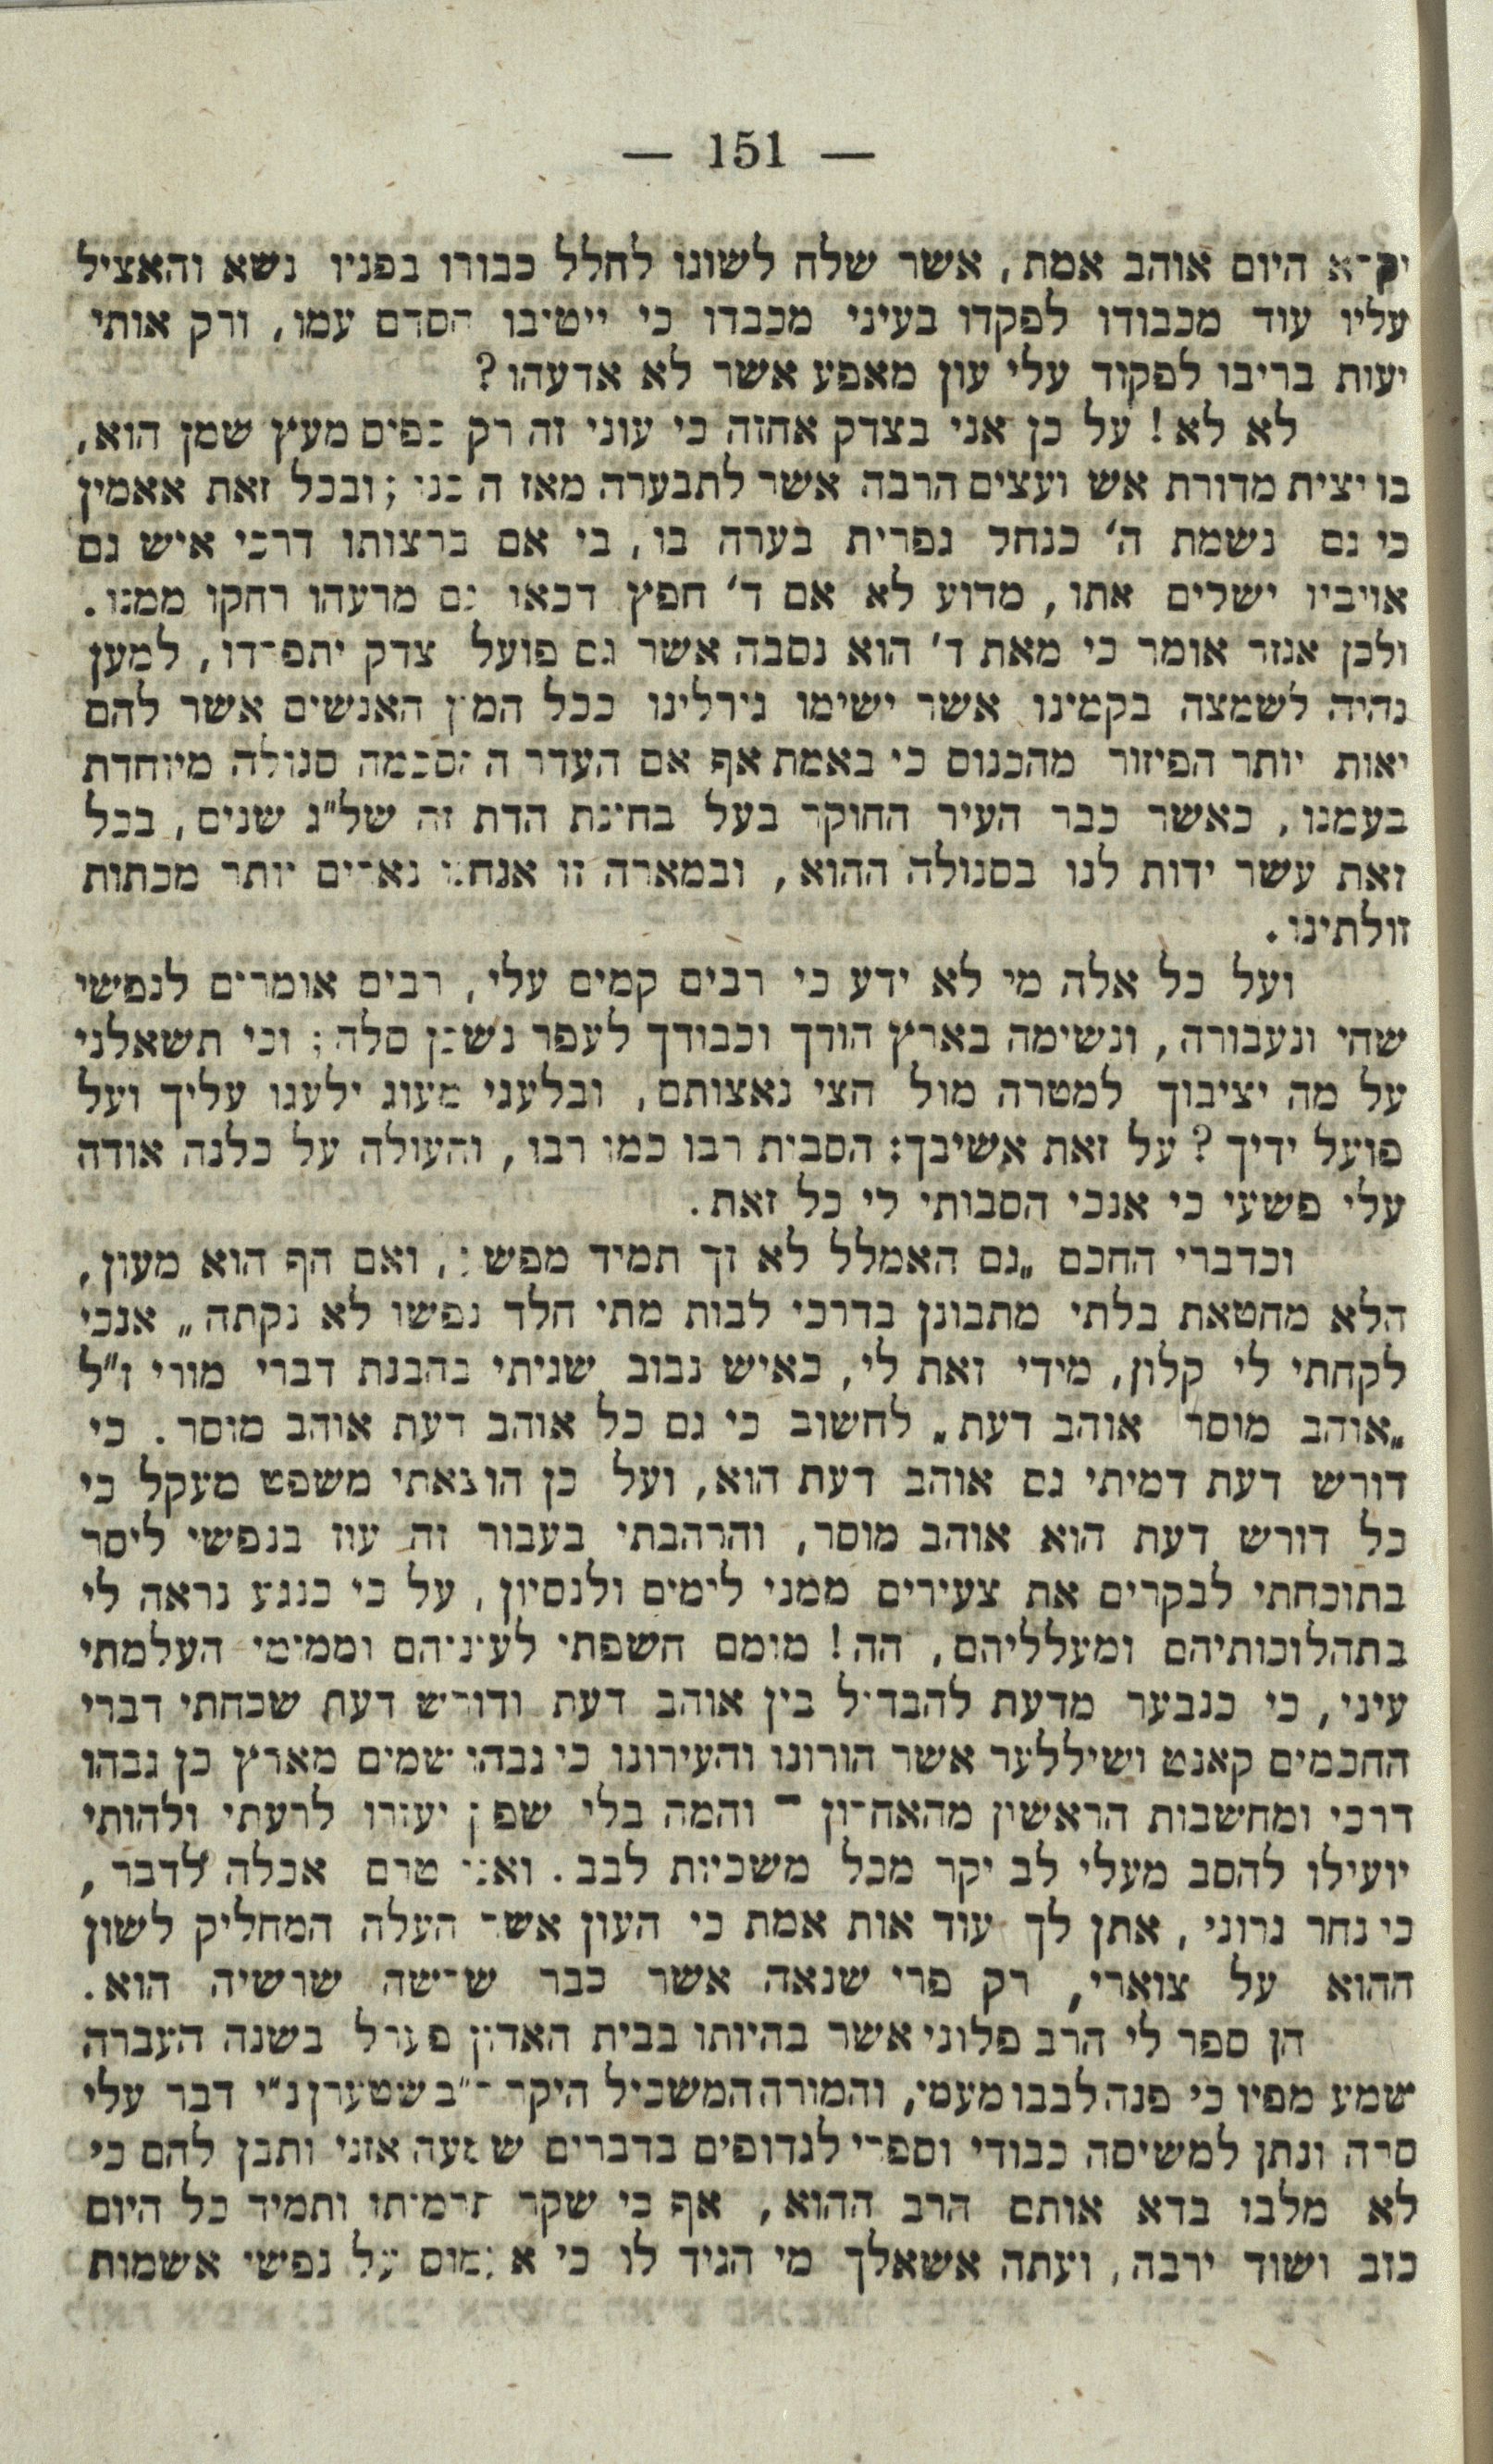 — 151 —
היום אוהב אמת, אשר שלח לשונו לחלל כבודו בפניו נשא והאציל
עליו עוד מכבודו לפקדו בעיני מכבדו כי ייטיבו הסדם עמו, ורק אותי
יעות בריבו לפקוד עלי עון מאפע אשר לא אדעהו?
לא לא! על כן אני בצדק אחזה כי עוני זה רק כפים מעץ שמן הוא,
בו יצית מדורת אש ועצים הרבה אשר לתבערה מאז הכני; ובכל זאת אאמין
כי גם נשמת ה' כנחל גפרית בערה בו, כי אם ברצותו דרכי איש גם
אויביו ישלים אתו, מדוע לא אם ד' חפץ דכאו גם מרעהו רחקו ממנו.
ולכן אגזר אומר כי מאת ד' הוא נסבה אשר גם פועל צדק יתפרדו, למען
נהיה לשמצה בקמינו אשר ישימו גורלינו ככל המון האנשים אשר להם
יאות יותר הפיזור מהכנוס כי באמת אף אם העדר ההסכמה סגולה מיוחדת
בעמנו, כאשר כבר העיר החוקר בעל בחינת הדת זה של"ג שנים, בכל
זאת עשר ידות לנו בסגולה ההוא, ובמארה זו אנחנו נארים יותר מכתות
זולתינו.
ועל כל אלה מי לא ידע כי רבים קמים עלי, רבים אומרים לנפשי
שחי ונעבורה, ונשימה בארץ הודך וכבודך לעפר נשכן סלה; וכי תשאלני
על מה יציבוך למטרה מול הצי נאצותם, ובלעגי מעוג ילעגו עליך ועל
פועל ידיך? על זאת אשיבך: הסבית רבו כמו רבו, והעולה על כלנה אודה
עלי פשעי כי אנכי הסבותי לי כל זאת.
וכדברי החכם „גם האמלל לא זך תמיד מפשע, ואם חף הוא מעון,
הלא מחטאת בלתי מתבונן בדרכי לבות מתי חלד נפשו לא נקתה„ אנכי
לקחתי לי קלון, מידי זאת לי, כאיש נבוב שגיתי בהבנת דברי מורי ז"ל
„אוהב מוסר אוהב דעת„ לחשוב כי גם כל אוהב דעת אוהב מוסר. כי
דורש דעת דמיתי גם אוהב דעת הוא, ועל כן הוצאתי משפט מעקל כי
כל דורש דעת הוא אוהב מוסר, והרהבתי בעבור זה עוז בנפשי ליסר
בתוכחתי לבקרים את צעירים ממני לימים ולנסיון, על כי כנגע נראה לי
בתהלוכותיהם ומעלליהם, הה! מומם חשפתי לעיניהם וממומי העלמתי
עיני, כי כנבער מדעת להבדיל בין אוהב דעת ודורש דעת שכחתי דברי
החכמים קאנט ושיללער אשר הורונו והעירונו כי גבהו שמים מארץ כן גבהו
דרכי ומחשבות הראשון מהאחרון – והמה בלי שפק יעזרו לרעתי ולהותי
יועילו להסב מעלי לב יקר מכל משכיות לבב. ואני טרם אכלה לדבר,
כי נחר גרוני, אתן לך עוד אות אמת כי העון אשר העלה המחליק לשון
ההוא על צוארי, רק פרי שנאה אשר כבר שרשה שרשיה הוא.
הן ספר לי הרב פלוני אשר בהיותו בבית האדון פערל בשנה העברה
שמע מפיו כי פנה לבבו מעמי, והמורה המשכיל היקר ר"ב שטערן נ"י דבר עלי
סרה ונתן למשיסה כבודי וספרי לגדופים בדברים שמעה אזני ותבן להם כי
לא מלבו בדא אותם הרב ההוא, אף כי שקר תרמיתו ותמיד כל היום
כזב ושוד ירבה, ועתה אשאלך מי הגיד לו כי על נפשי אשמות